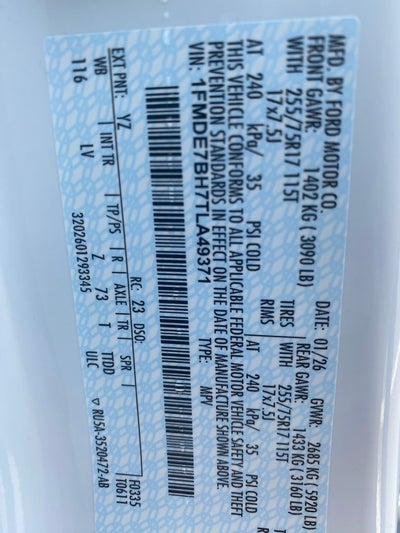 MFD. BY FORD MOTOR CO.
DATE: 01/26 GVWR: 2685 KG ( 5920 LB)
FRONT GAWR: 1402 KG ( 3090 LB) REAR GAWR: 1433 KG ( 3160 LB)
WITH 255/75R17 115T TIRES WITH 255/75R17 115T
17x7.5J RIMS 17x7.5J
AT 240 kPa/ 35 PSI COLD AT 240 kPa/ 35 PSI COLD
THIS VEHICLE CONFORMS TO ALL APPLICABLE FEDERAL MOTOR VEHICLE SAFETY AND THEFT
PREVENTION STANDARDS IN EFFECT ON THE DATE OF MANUFACTURE SHOWN ABOVE.
VIN: 1FMDE7BH7TLA49371 TYPE: MPV
EXT PNT: YZ RC: 23 DSO: F0335
WB INT TR TP/PS R AXLE TR SPR T0611
116 LV Z 73 T TTDD
3202601293345 ULC ▽ RU5A-3520472-AB